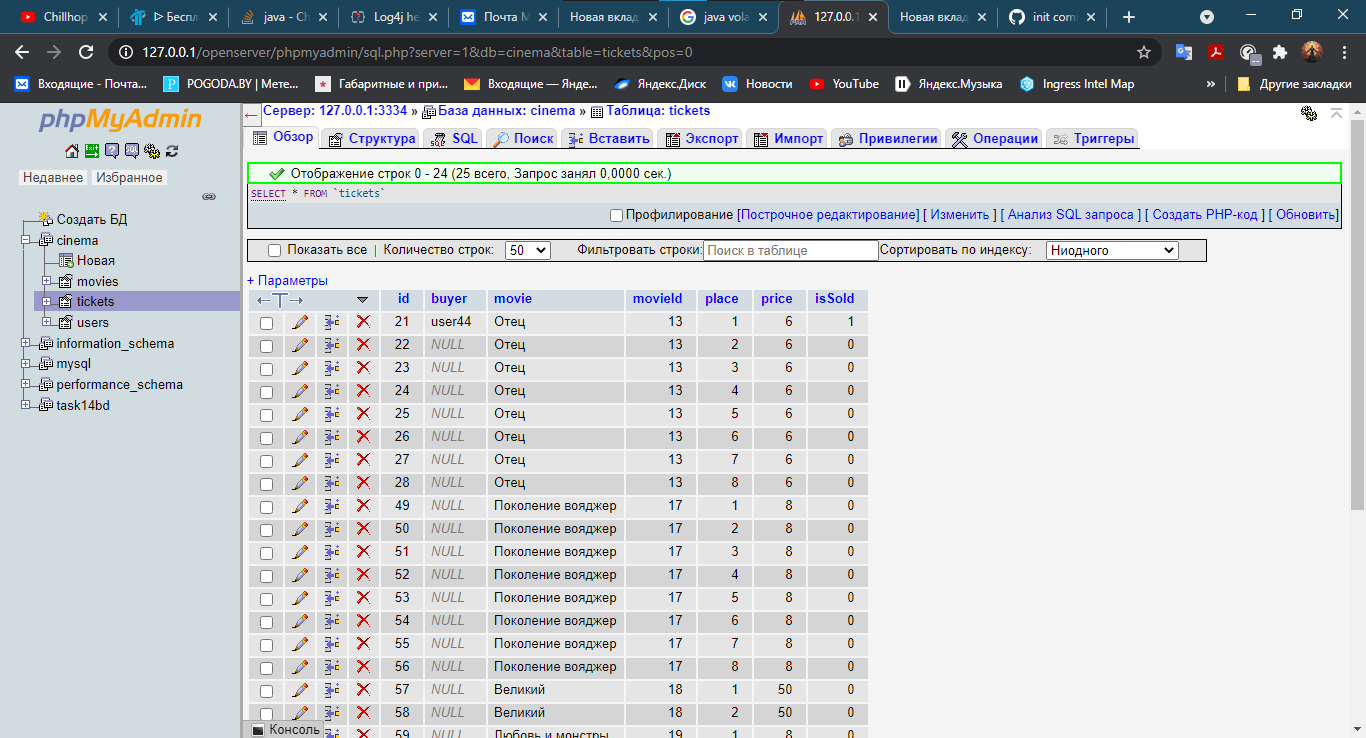 Chillhop
▷ Беспл
java - Ch
Log4j не
Почта M
Новая вклад
java vola
127.0.0.1
Новая вклад
init com
127.0.0.1/openserver/phpmyadmin/sql.php?server=1&db=cinema&table=tickets&pos=0
Входящие - Почта...
POGODA.BY | Мете...
Габаритные и при...
Входящие — Янде...
Яндекс.Диск
Новости
YouTube
Яндекс.Музыка
Ingress Intel Map
»
Другие закладки
phpMyAdmin
Недавнее Избранное
Создать БД
cinema
Новая
movies
tickets
users
information_schema
mysql
performance_schema
task14bd
Сервер: 127.0.0.1:3334 » База данных: cinema » Таблица: tickets
Обзор Структура SQL Поиск Вставить Экспорт Импорт Привилегии Операции Триггеры
Отображение строк 0 - 24 (25 всего, Запрос занял 0,0000 сек.)
SELECT * FROM `tickets`
Профилирование [Построчное редактирование] [ Изменить ] [ Анализ SQL запроса ] [ Создать PHP-код ] [ Обновить]
Показать все | Количество строк: 50 Фильтровать строки: Поиск в таблице Сортировать по индексу: Ниодного
+ Параметры
←T→ id buyer movie movieId place price isSold
21 user44 Отец 13 1 6 1
22 NULL Отец 13 2 6 0
23 NULL Отец 13 3 6 0
24 NULL Отец 13 4 6 0
25 NULL Отец 13 5 6 0
26 NULL Отец 13 6 6 0
27 NULL Отец 13 7 6 0
28 NULL Отец 13 8 6 0
49 NULL Поколение вояджер 17 1 8 0
50 NULL Поколение вояджер 17 2 8 0
51 NULL Поколение вояджер 17 3 8 0
52 NULL Поколение вояджер 17 4 8 0
53 NULL Поколение вояджер 17 5 8 0
54 NULL Поколение вояджер 17 6 8 0
55 NULL Поколение вояджер 17 7 8 0
56 NULL Поколение вояджер 17 8 8 0
57 NULL Великий 18 1 50 0
58 NULL Великий 18 2 50 0
59 NULL Любовь и монстры 19 1 8 0
Консоль